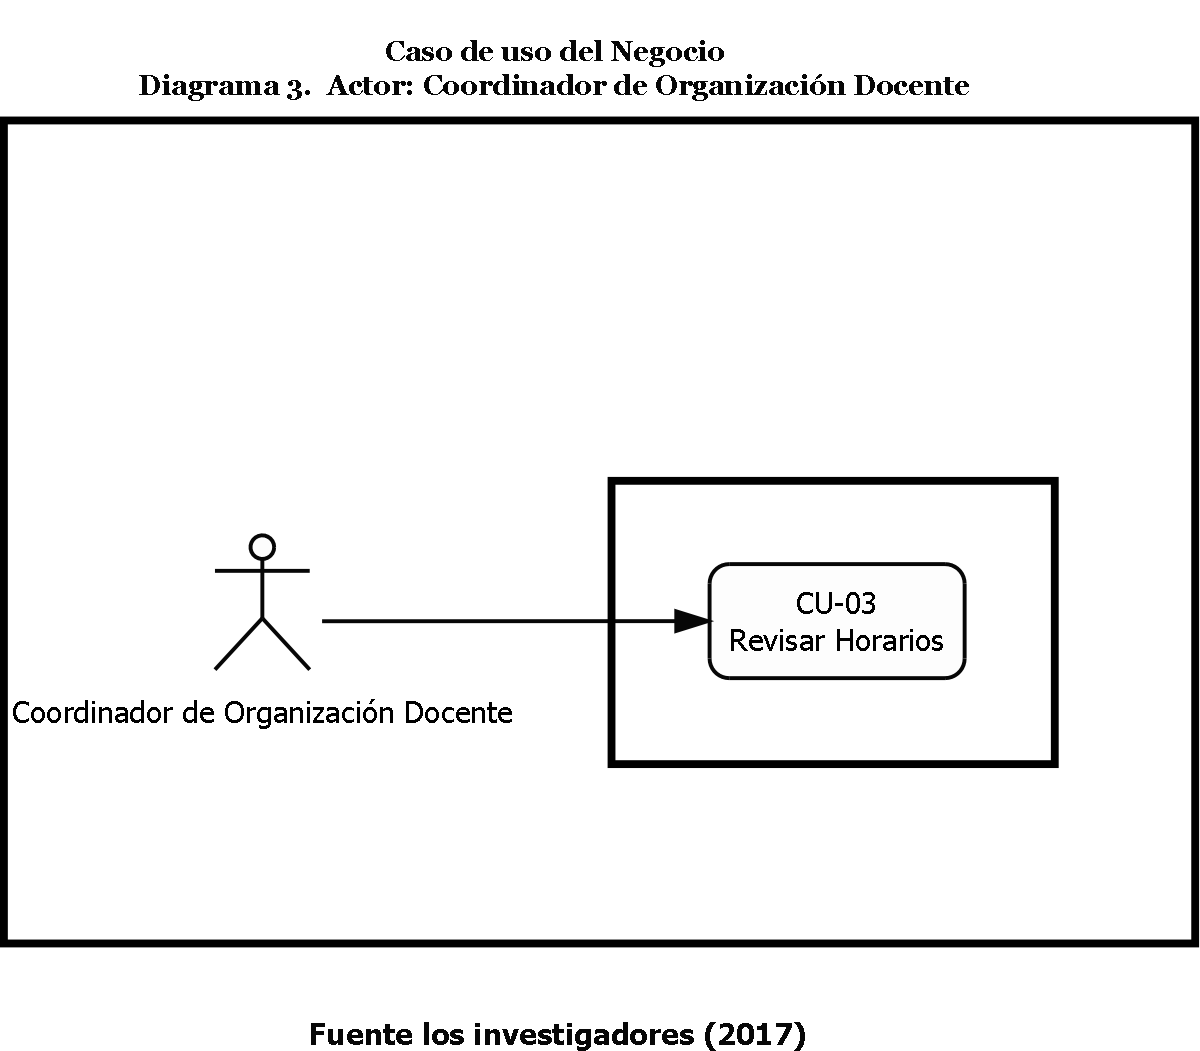 Caso de uso del Negocio
Diagrama 3. Actor: Coordinador de Organización Docente
CU-03
Revisar Horarios
Coordinador de Organización Docente
Fuente los investigadores (2017)